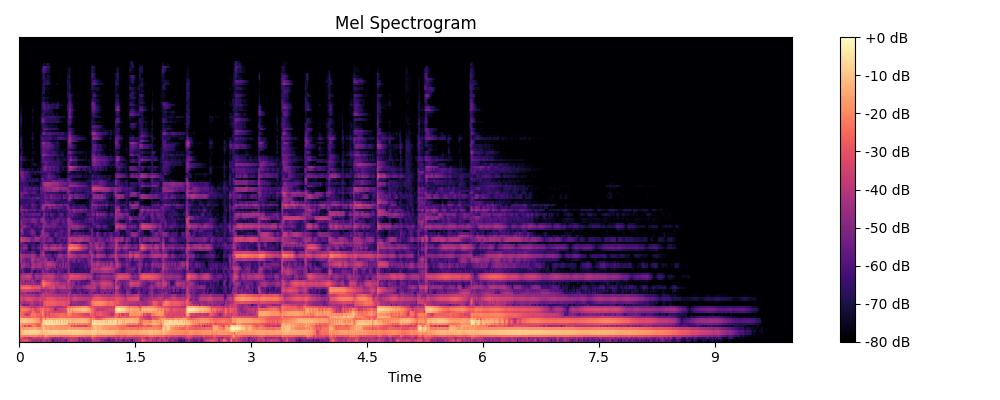 Mel Spectrogram
+0 dB
-10 dB
-20 dB
-30 dB
-40 dB
-50 dB
-60 dB
-70 dB
-80 dB
0 1.5 3 4.5 6 7.5 9
Time